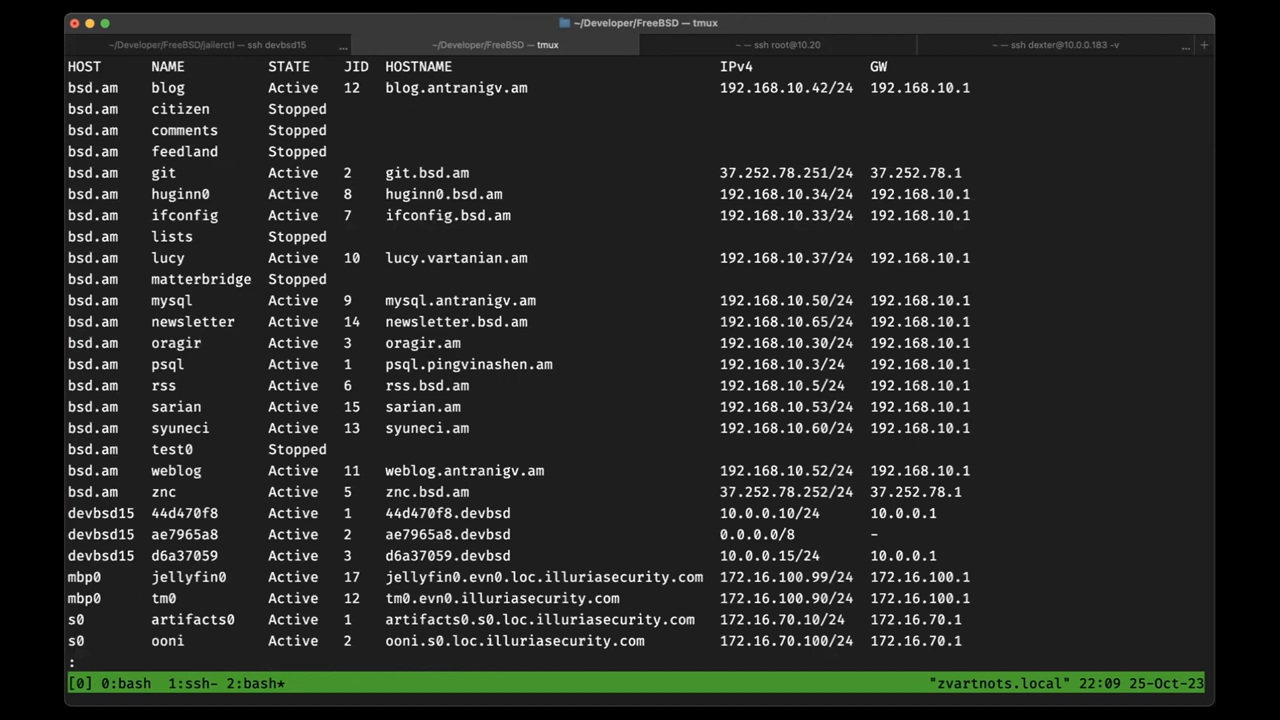 ~/Developer/FreeBSD — tmux
~/Developer/FreeBSD/jailerctl — ssh devbsd15 ... ~/Developer/FreeBSD — tmux ~ — ssh root@10.20 ~ — ssh dexter@10.0.0.183 -v ... +
HOST NAME STATE JID HOSTNAME IPv4 GW
bsd.am blog Active 12 blog.antranigv.am 192.168.10.42/24 192.168.10.1
bsd.am citizen Stopped
bsd.am comments Stopped
bsd.am feedland Stopped
bsd.am git Active 2 git.bsd.am 37.252.78.251/24 37.252.78.1
bsd.am huginn0 Active 8 huginn0.bsd.am 192.168.10.34/24 192.168.10.1
bsd.am ifconfig Active 7 ifconfig.bsd.am 192.168.10.33/24 192.168.10.1
bsd.am lists Stopped
bsd.am lucy Active 10 lucy.vartanian.am 192.168.10.37/24 192.168.10.1
bsd.am matterbridge Stopped
bsd.am mysql Active 9 mysql.antranigv.am 192.168.10.50/24 192.168.10.1
bsd.am newsletter Active 14 newsletter.bsd.am 192.168.10.65/24 192.168.10.1
bsd.am oragir Active 3 oragir.am 192.168.10.30/24 192.168.10.1
bsd.am psql Active 1 psql.pingvinashen.am 192.168.10.3/24 192.168.10.1
bsd.am rss Active 6 rss.bsd.am 192.168.10.5/24 192.168.10.1
bsd.am sarian Active 15 sarian.am 192.168.10.53/24 192.168.10.1
bsd.am syuneci Active 13 syuneci.am 192.168.10.60/24 192.168.10.1
bsd.am test0 Stopped
bsd.am weblog Active 11 weblog.antranigv.am 192.168.10.52/24 192.168.10.1
bsd.am znc Active 5 znc.bsd.am 37.252.78.252/24 37.252.78.1
devbsd15 44d470f8 Active 1 44d470f8.devbsd 10.0.0.10/24 10.0.0.1
devbsd15 ae7965a8 Active 2 ae7965a8.devbsd 0.0.0.0/8 -
devbsd15 d6a37059 Active 3 d6a37059.devbsd 10.0.0.15/24 10.0.0.1
mbp0 jellyfin0 Active 17 jellyfin0.evn0.loc.illuriasecurity.com 172.16.100.99/24 172.16.100.1
mbp0 tm0 Active 12 tm0.evn0.illuriasecurity.com 172.16.100.90/24 172.16.100.1
s0 artifacts0 Active 1 artifacts0.s0.loc.illuriasecurity.com 172.16.70.10/24 172.16.70.1
s0 ooni Active 2 ooni.s0.loc.illuriasecurity.com 172.16.70.100/24 172.16.70.1
:
[0] 0:bash 1:ssh- 2:bash* "zvartnots.local" 22:09 25-Oct-23